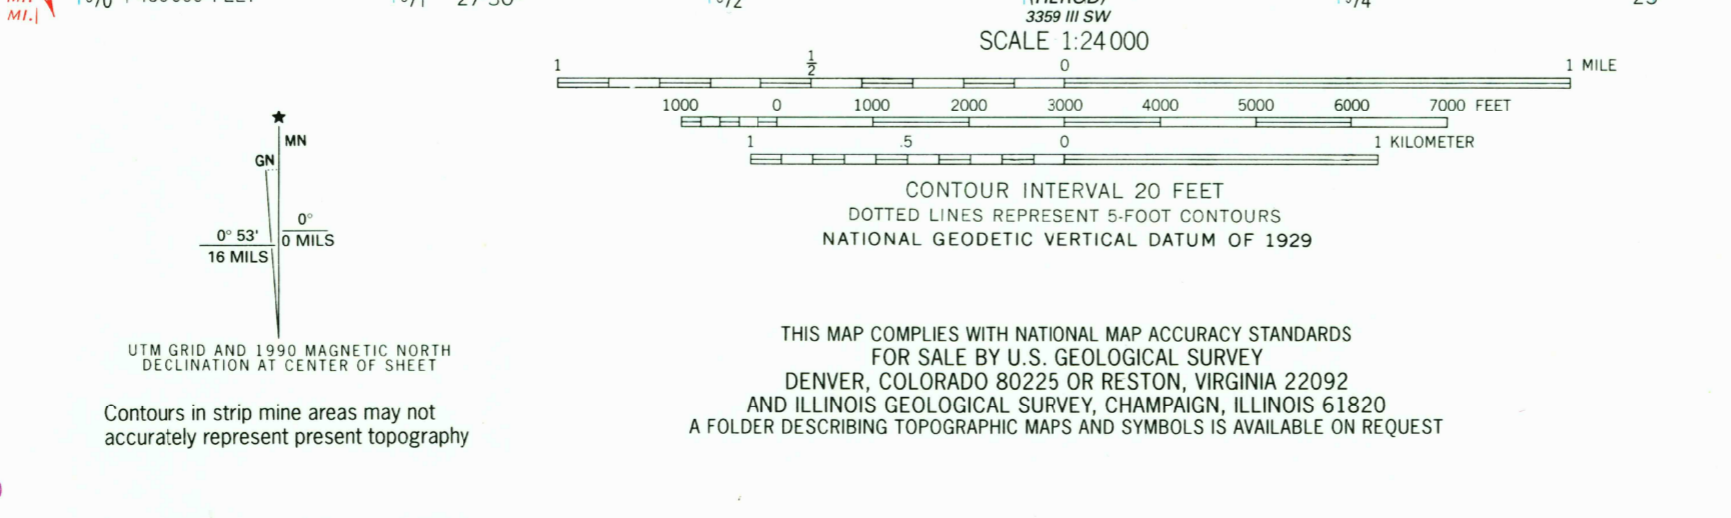 MI.
3359 III SW
SCALE 1:24 000
1 1/2 0 1 MILE
1000 0 1000 2000 3000 4000 5000 6000 7000 FEET
1 .5 0 1 KILOMETER
CONTOUR INTERVAL 20 FEET
DOTTED LINES REPRESENT 5-FOOT CONTOURS
NATIONAL GEODETIC VERTICAL DATUM OF 1929
★
MN
GN
0°
0° 53'
0 MILS
16 MILS
UTM GRID AND 1990 MAGNETIC NORTH
DECLINATION AT CENTER OF SHEET
Contours in strip mine areas may not
accurately represent present topography
THIS MAP COMPLIES WITH NATIONAL MAP ACCURACY STANDARDS
FOR SALE BY U.S. GEOLOGICAL SURVEY
DENVER, COLORADO 80225 OR RESTON, VIRGINIA 22092
AND ILLINOIS GEOLOGICAL SURVEY, CHAMPAIGN, ILLINOIS 61820
A FOLDER DESCRIBING TOPOGRAPHIC MAPS AND SYMBOLS IS AVAILABLE ON REQUEST